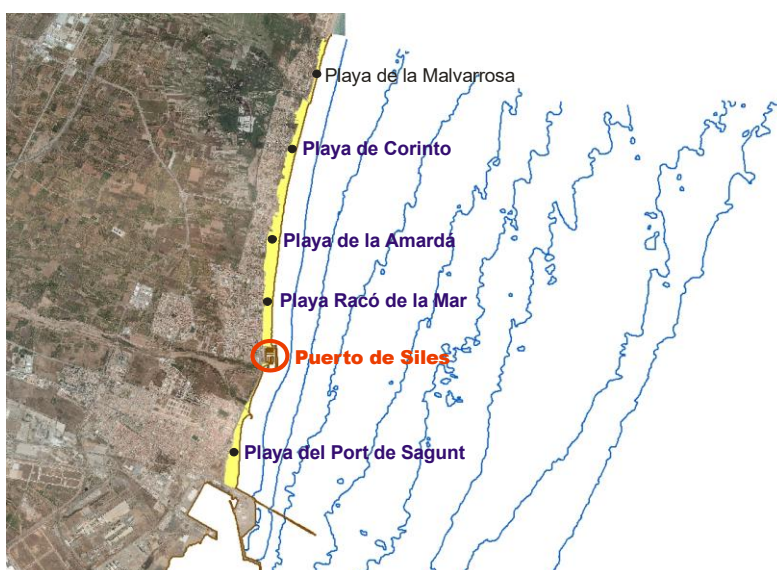 Playa de la Malvarrosa
Playa de Corinto
Playa de la Amardá
Playa Racó de la Mar
Puerto de Siles
Playa del Port de Sagunt